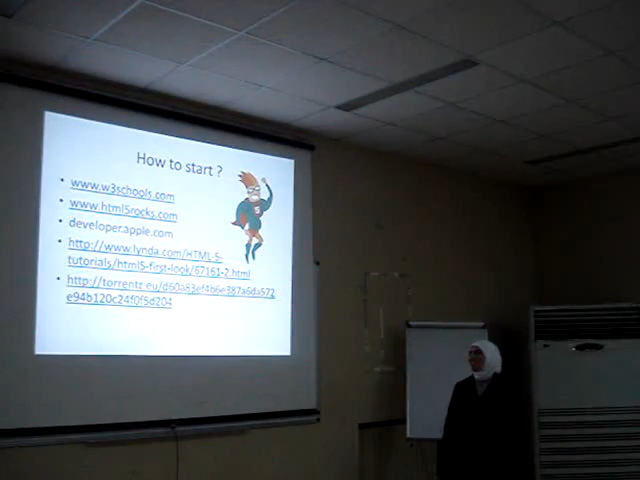 How to start ?
• www.w3schools.com
• www.html5rocks.com
• developer.apple.com
• http://www.lynda.com/HTML-5-
tutorials/html5-first-look/67161-2.html
• http://torrentz.eu/d60a83ef4b6e387a6da572
e94b120c24f0f5d204
5